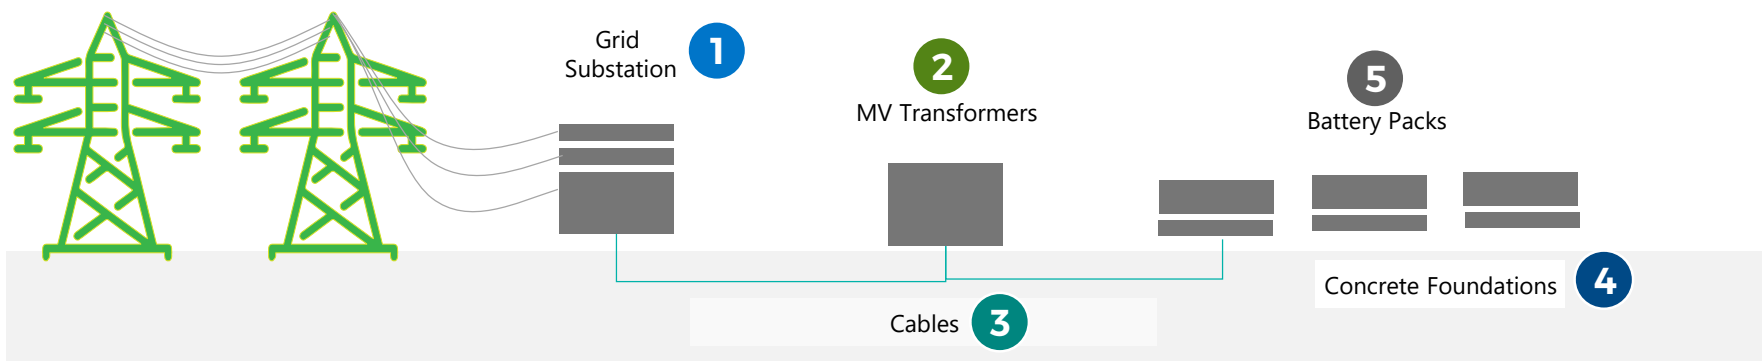 Grid
Substation
1
2
MV Transformers
5
Battery Packs
Concrete Foundations 4
Cables 3